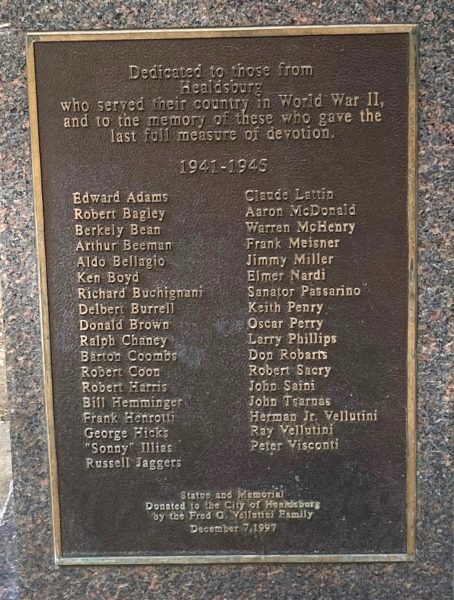 Dedicated to those from
Healdsburg
who served their country in World War II,
and to the memory of these who gave the
last full measure of devotion.
1941-1945
Edward Adams
Robert Bagley
Berkely Bean
Arthur Beeman
Aldo Bellagio
Ken Boyd
Richard Buchignani
Delbert Burrell
Donald Brown
Ralph Chaney
Barton Coombs
Robert Coon
Robert Harris
Bill Hemminger
Frank Henrotti
George Hicks
"Sonny" Illias
Russell Jaggers
Claude Lattin
Aaron McDonald
Warren McHenry
Frank Meisner
Jimmy Miller
Elmer Nardi
Sanator Passarino
Keith Penry
Oscar Perry
Larry Phillips
Don Robarts
Robert Sacry
John Saini
John Tsarnas
Herman Jr. Vellutini
Ray Vellutini
Peter Visconti
Statue and Memorial
Donated to the City of Healdsburg
by the Fred G. Vellutini Family
December 7, 1997